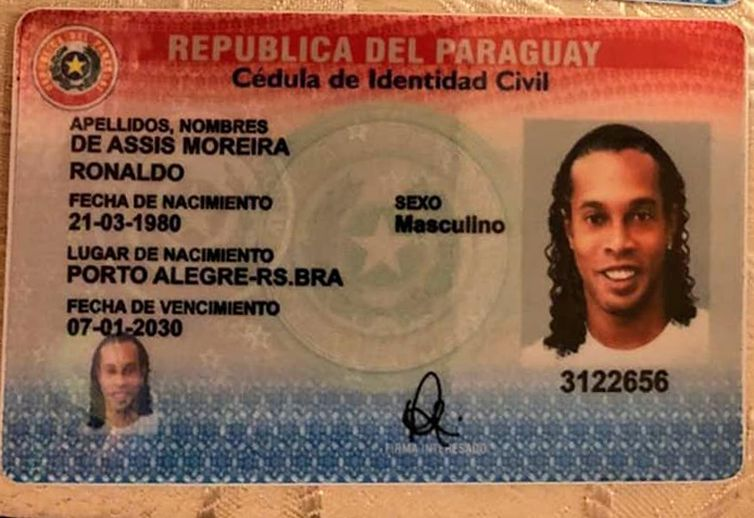 REPUBLICA DEL PARAGUAY
Cédula de Identidad Civil
APELLIDOS, NOMBRES
DE ASSIS MOREIRA
RONALDO
FECHA DE NACIMIENTO
21-03-1980
SEXO
Masculino
LUGAR DE NACIMIENTO
PORTO ALEGRE-RS.BRA
FECHA DE VENCIMIENTO
07-01-2030
3122656
FIRMA INTERESADO